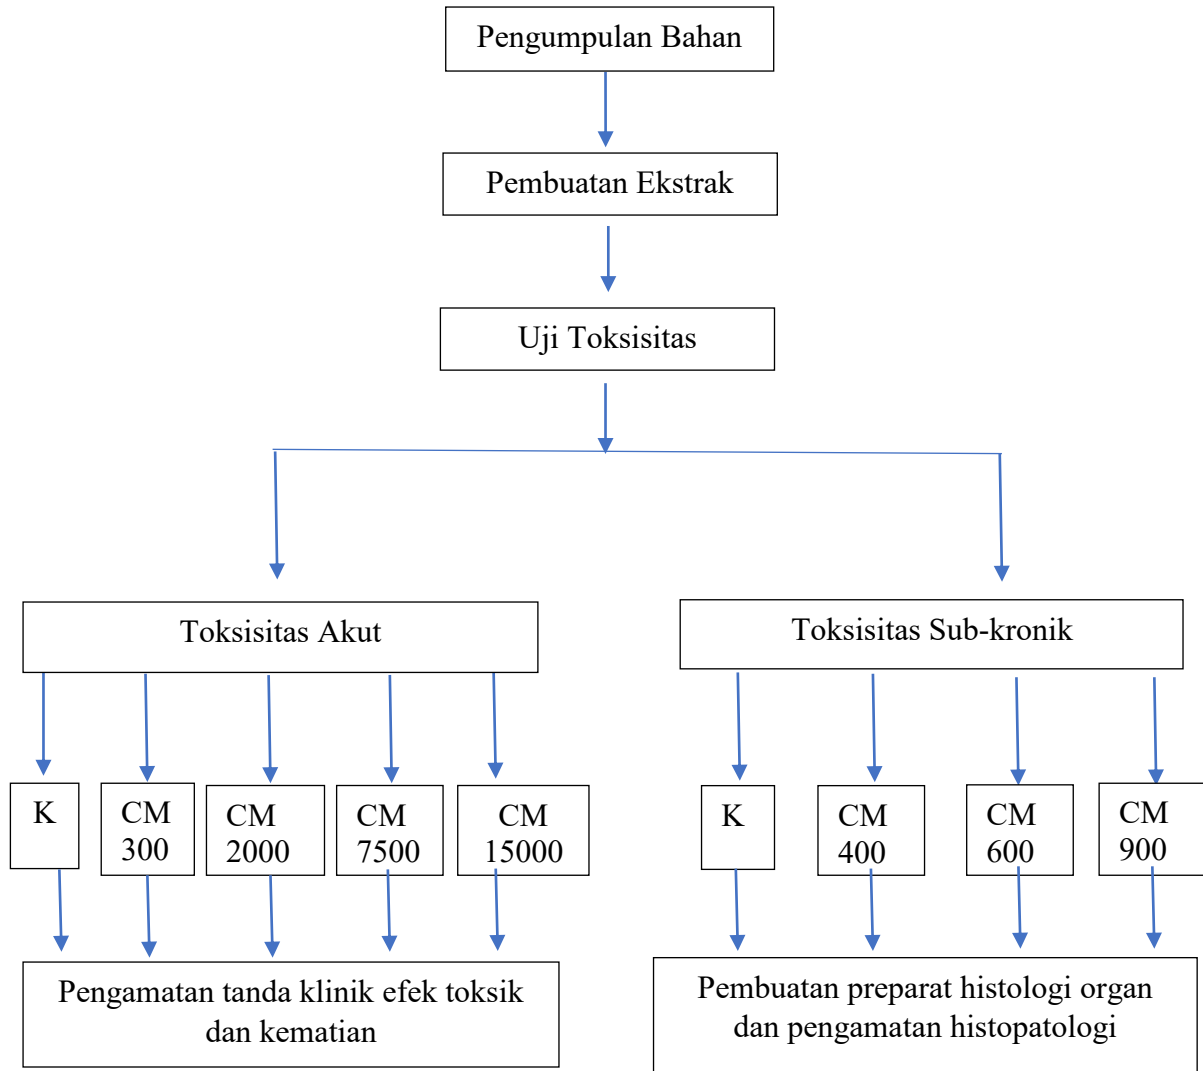 Pengumpulan Bahan
Pembuatan Ekstrak
Uji Toksisitas
Toksisitas Akut
Toksisitas Sub-kronik
K
CM
300
CM
2000
CM
7500
CM
15000
K
CM
400
CM
600
CM
900
Pengamatan tanda klinik efek toksik
dan kematian
Pembuatan preparat histologi organ
dan pengamatan histopatologi